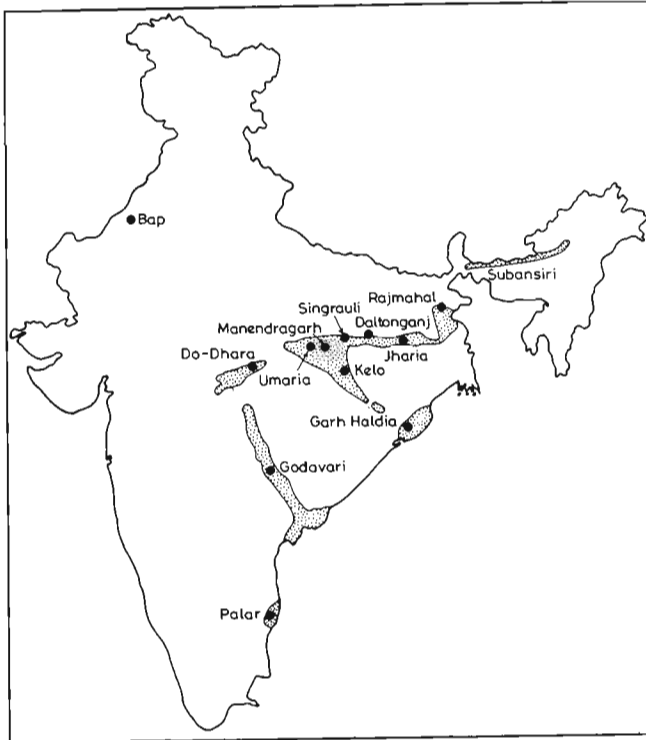 Bap
Subansiri
Rajmahal
Singrauli
Daltonganj
Manendragarh
Jharia
Do-Dhara
Umaria
Kelo
Garh Haldia
Godavari
Palar